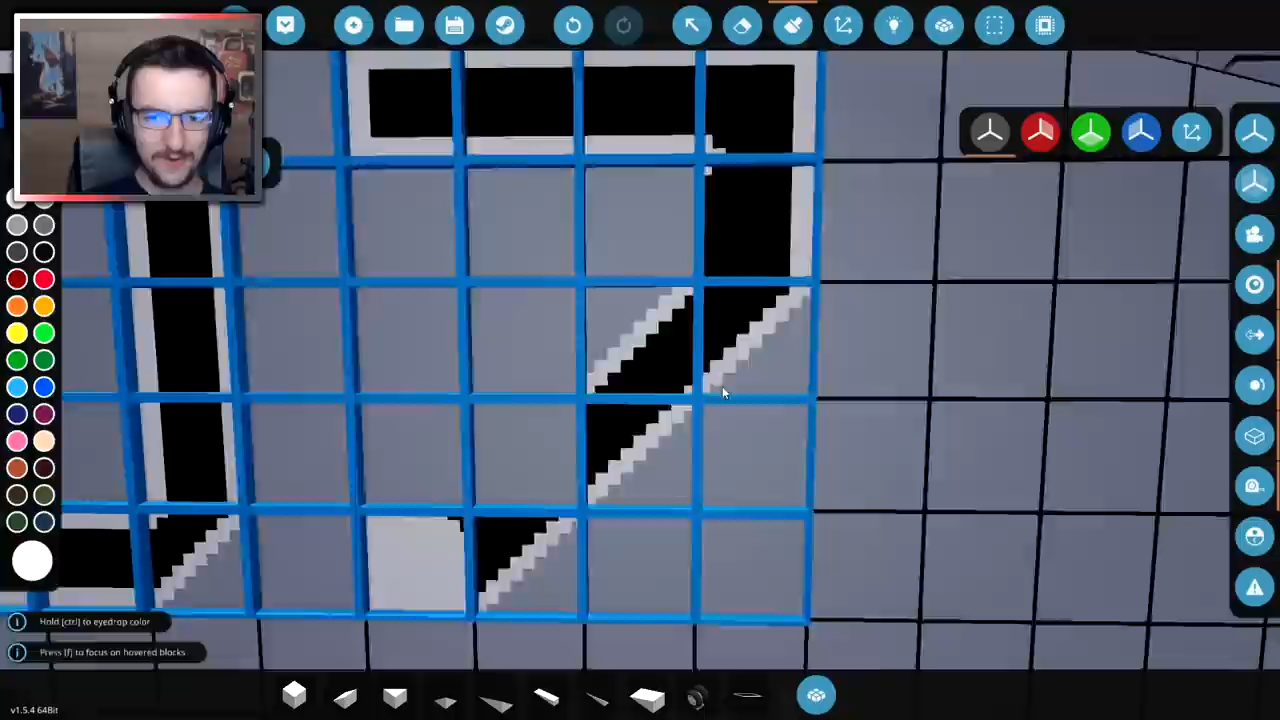 Hold [ctrl] to eyedrop color
Press [f] to focus on hovered blocks
v1.5.4 64Bit